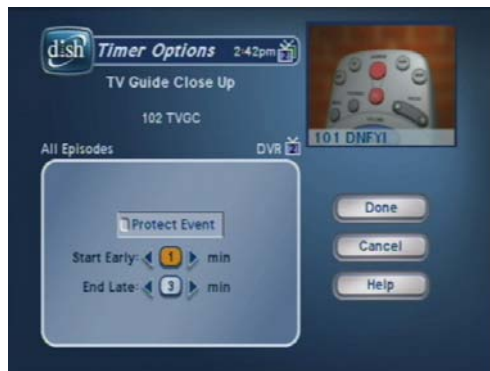 dish Timer Options 2:42pm
TV Guide Close Up
102 TVGC
All Episodes DVR
101 DNFYI
Protect Event
Start Early: 1 min
End Late: 3 min
Done
Cancel
Help